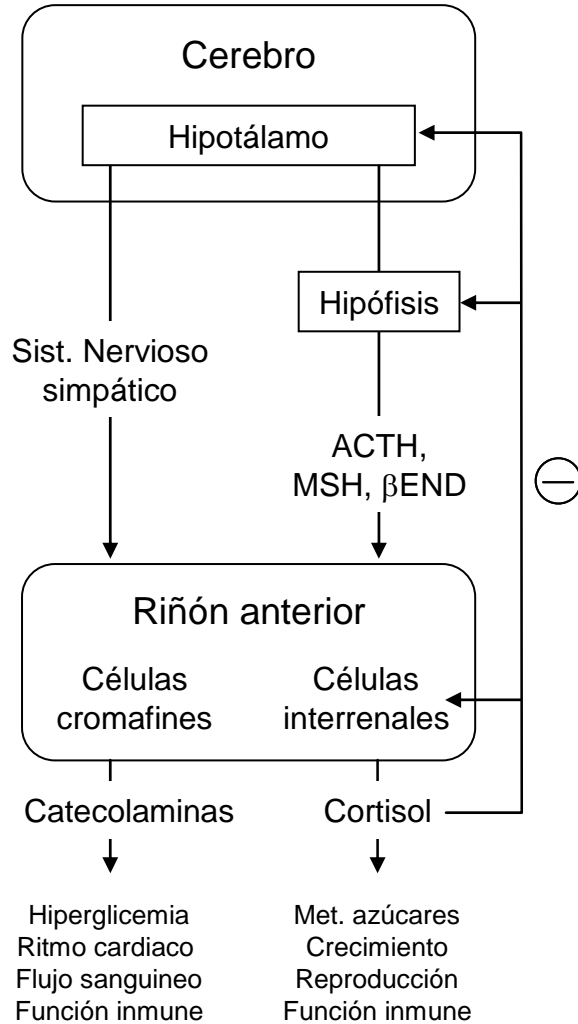 Cerebro
Hipotálamo
Hipófisis
Sist. Nervioso
simpático
ACTH,
MSH, βEND
Riñón anterior
Células
cromafines
Células
interrenales
Catecolaminas
Cortisol
Hiperglicemia
Ritmo cardiaco
Flujo sanguineo
Función inmune
Met. azúcares
Crecimiento
Reproducción
Función inmune